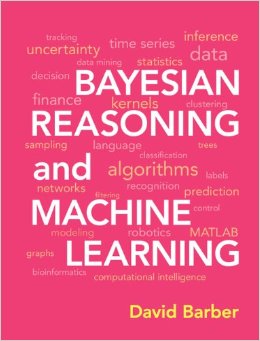 tracking
inference
uncertainty time series data
data mining statistics
decision
BAYESIAN
finance kernels clustering
REASONING
sampling language trees
classification
and algorithms labels
networks recognition prediction
filtering
MACHINE control
modeling robotics MATLAB
graphs LEARNING
bioinformatics computational intelligence
David Barber